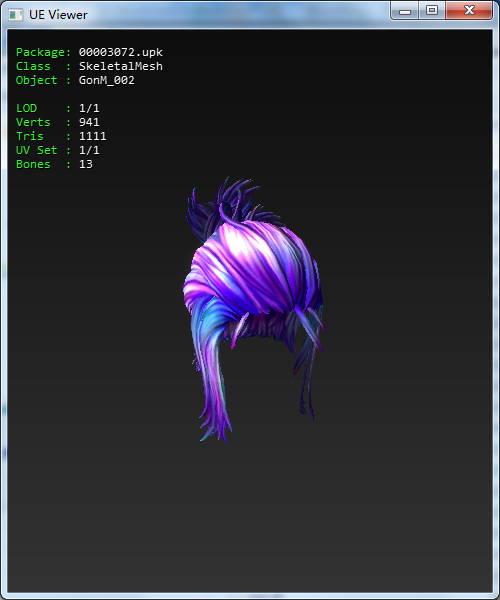 UE Viewer
Package: 00003072.upk
Class  : SkeletalMesh
Object : GonM_002
LOD    : 1/1
Verts  : 941
Tris   : 1111
UV Set : 1/1
Bones  : 13